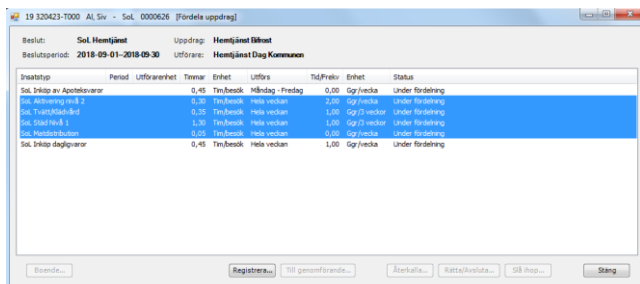 19 320423-T000 Al, Siv - SoL 0000626 [Fördela uppdrag]
Beslut: SoL Hemtjänst Uppdrag: Hemtjänst Bifrost
Beslutsperiod: 2018-09-01--2018-09-30 Utförare: Hemtjänst Dag Kommunen
Insatstyp Period Utförarenhet Timmar Enhet Utförs Tid/Frekv Enhet Status
SoL Inköp av Apoteksvaror 0,45 Tim/besök Måndag - Fredag 0,00 Ggr/vecka Under fördelning
SoL Aktivering nivå 2 0,30 Tim/besök Hela veckan 2,00 Ggr/vecka Under fördelning
SoL Tvätt/Klädvård 0,35 Tim/besök Hela veckan 1,00 Ggr/3 veckor Under fördelning
SoL Städ Nivå 1 1,30 Tim/besök Hela veckan 1,00 Ggr/3 veckor Under fördelning
SoL Matdistribution 0,05 Tim/besök Hela veckan 0,00 Ggr/vecka Under fördelning
SoL Inköp dagligvaror 0,45 Tim/besök Hela veckan 1,00 Ggr/vecka Under fördelning
Boende... Registrera... Till genomförande... Återkalla... Rätta/Avsluta... Slå ihop... Stäng